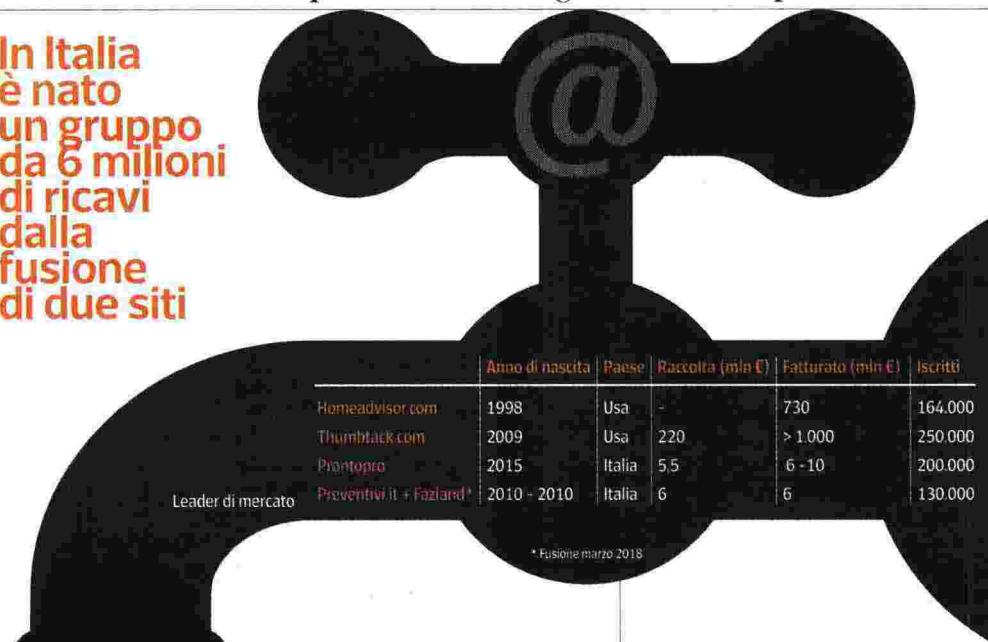 In Italia
è nato
un gruppo
da 6 milioni
di ricavi
dalla
fusione
di due siti
@
Anno di nascita Paese Raccolta (mln €) Fatturato (mln €) Iscritti
Homeadvisor.com 1998 Usa - 730 164.000
Thumbtack.com 2009 Usa 220 > 1.000 250.000
Prontopro 2015 Italia 5,5 6 -10 200.000
Leader di mercato Preventivi.it + Fazland* 2010 - 2010 Italia 6 6 130.000
* Fusione marzo 2018